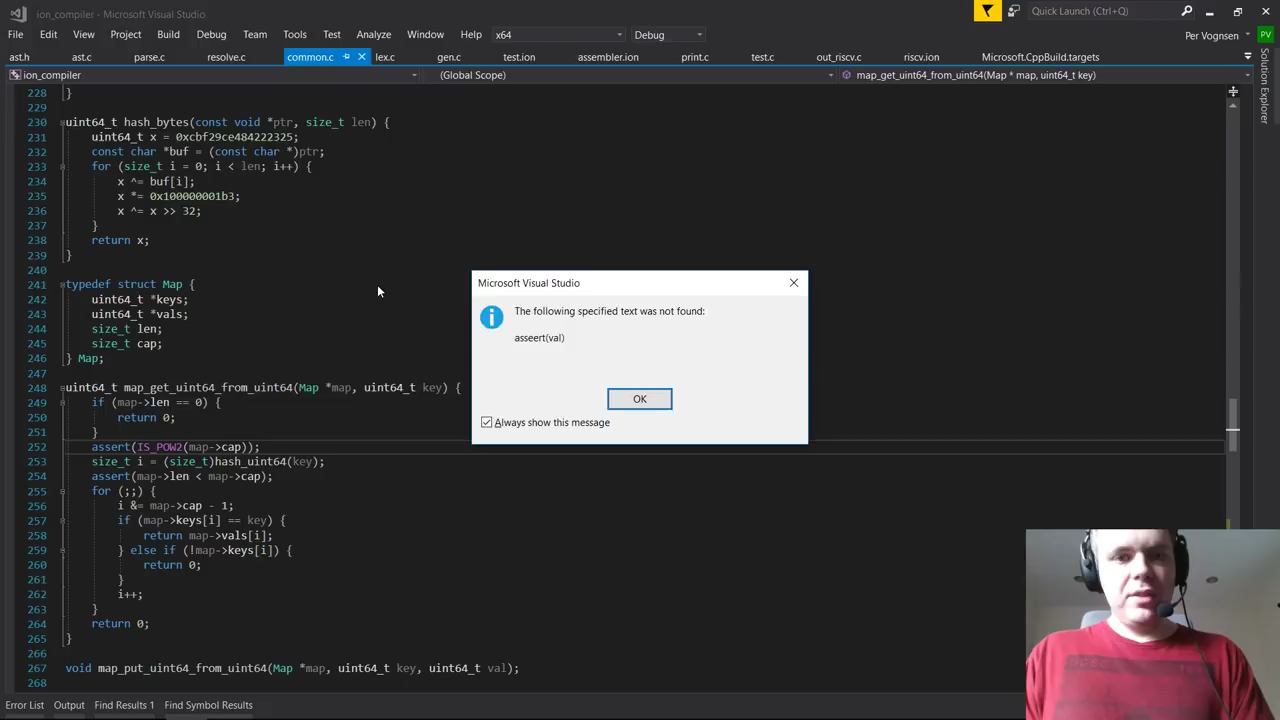 ion_compiler - Microsoft Visual Studio
Quick Launch (Ctrl+Q)
File Edit View Project Build Debug Team Tools Test Analyze Window Help x64 Debug
Per Vognsen PV
ast.h ast.c parse.c resolve.c common.c lex.c gen.c test.ion assembler.ion print.c test.c out_riscv.c riscv.ion Microsoft.CppBuild.targets
ion_compiler (Global Scope) map_get_uint64_from_uint64(Map * map, uint64_t key)
Solution Explorer
228 }
229
230 uint64_t hash_bytes(const void *ptr, size_t len) {
231 uint64_t x = 0xcbf29ce484222325;
232 const char *buf = (const char *)ptr;
233 for (size_t i = 0; i < len; i++) {
234 x ^= buf[i];
235 x *= 0x100000001b3;
236 x ^= x >> 32;
237 }
238 return x;
239 }
240
241 typedef struct Map {
242 uint64_t *keys;
243 uint64_t *vals;
244 size_t len;
245 size_t cap;
246 } Map;
247
248 uint64_t map_get_uint64_from_uint64(Map *map, uint64_t key) {
249 if (map->len == 0) {
250 return 0;
251 }
252 assert(IS_POW2(map->cap));
253 size_t i = (size_t)hash_uint64(key);
254 assert(map->len < map->cap);
255 for (;;) {
256 i &= map->cap - 1;
257 if (map->keys[i] == key) {
258 return map->vals[i];
259 } else if (!map->keys[i]) {
260 return 0;
261 }
262 i++;
263 }
264 return 0;
265 }
266
267 void map_put_uint64_from_uint64(Map *map, uint64_t key, uint64_t val);
268
Microsoft Visual Studio
The following specified text was not found:
asseert(val)
OK
Always show this message
Error List Output Find Results 1 Find Symbol Results